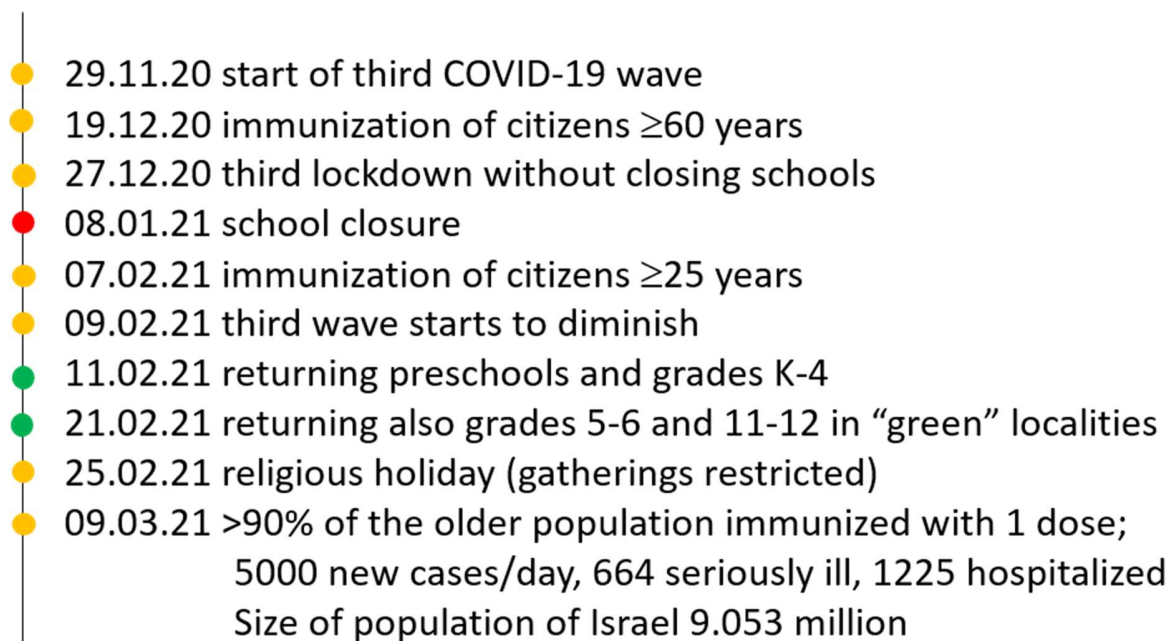 29.11.20 start of third COVID-19 wave
19.12.20 immunization of citizens ≥60 years
27.12.20 third lockdown without closing schools
08.01.21 school closure
07.02.21 immunization of citizens ≥25 years
09.02.21 third wave starts to diminish
11.02.21 returning preschools and grades K-4
21.02.21 returning also grades 5-6 and 11-12 in “green” localities
25.02.21 religious holiday (gatherings restricted)
09.03.21 >90% of the older population immunized with 1 dose;
5000 new cases/day, 664 seriously ill, 1225 hospitalized
Size of population of Israel 9.053 million